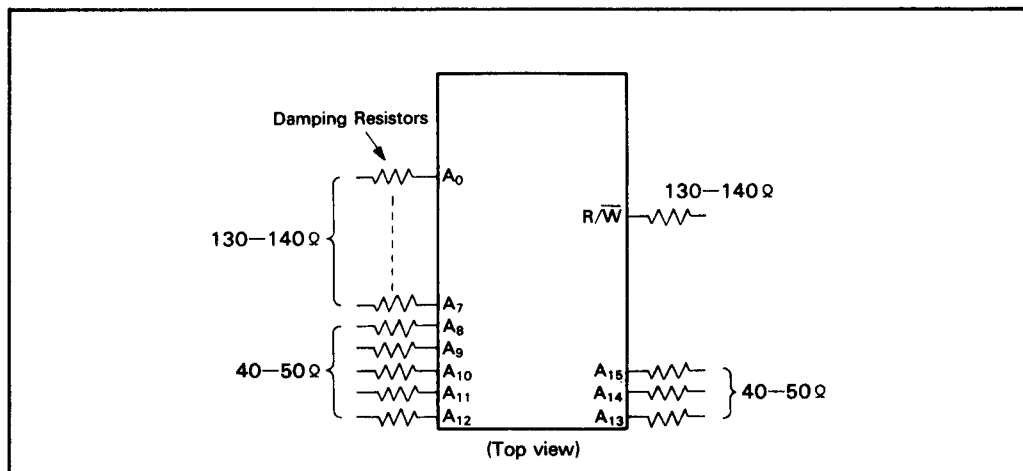 Damping Resistors
A₀
130—140Ω
R/W̅
130—140Ω
A₇
A₈
A₉
40—50Ω
A₁₀
A₁₁
A₁₂
A₁₅
A₁₄
A₁₃
40—50Ω
(Top view)